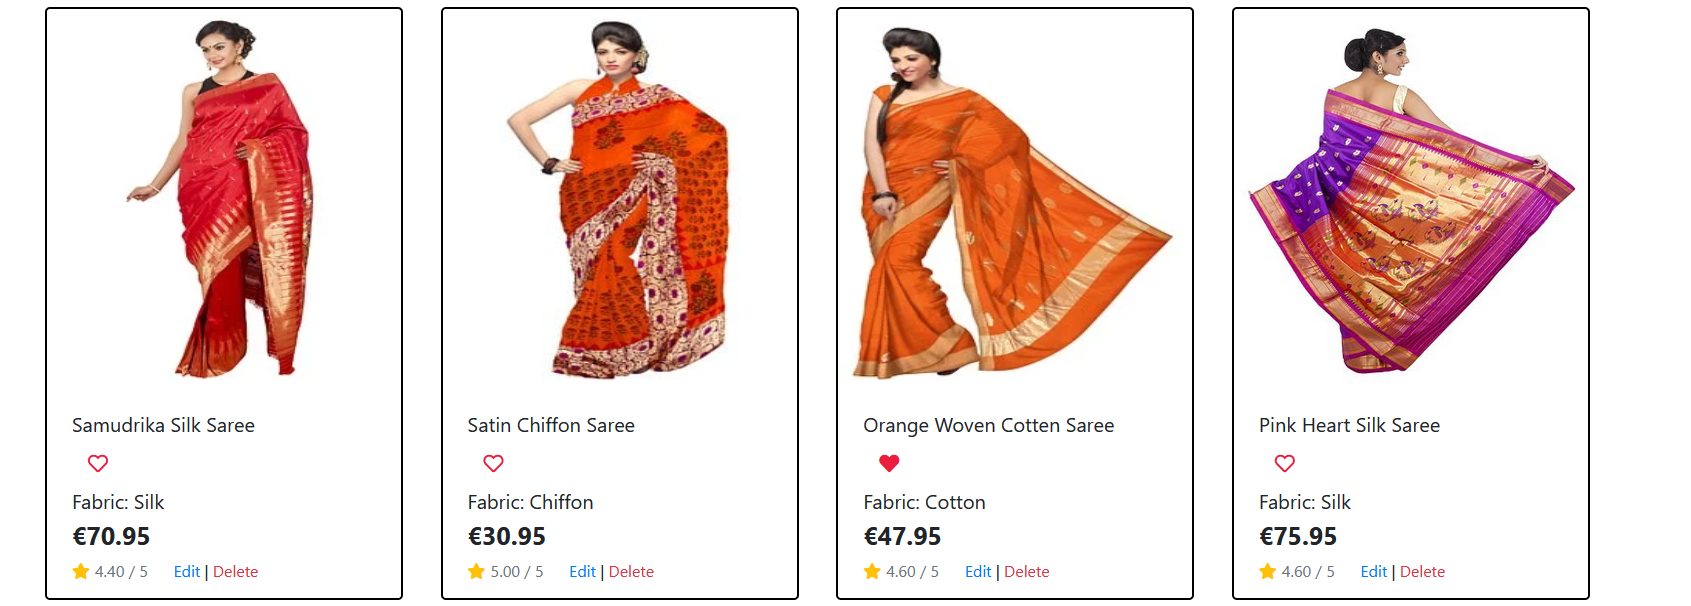 Samudrika Silk Saree
Fabric: Silk
€70.95
4.40 / 5 Edit | Delete
Satin Chiffon Saree
Fabric: Chiffon
€30.95
5.00 / 5 Edit | Delete
Orange Woven Cotten Saree
Fabric: Cotton
€47.95
4.60 / 5 Edit | Delete
Pink Heart Silk Saree
Fabric: Silk
€75.95
4.60 / 5 Edit | Delete